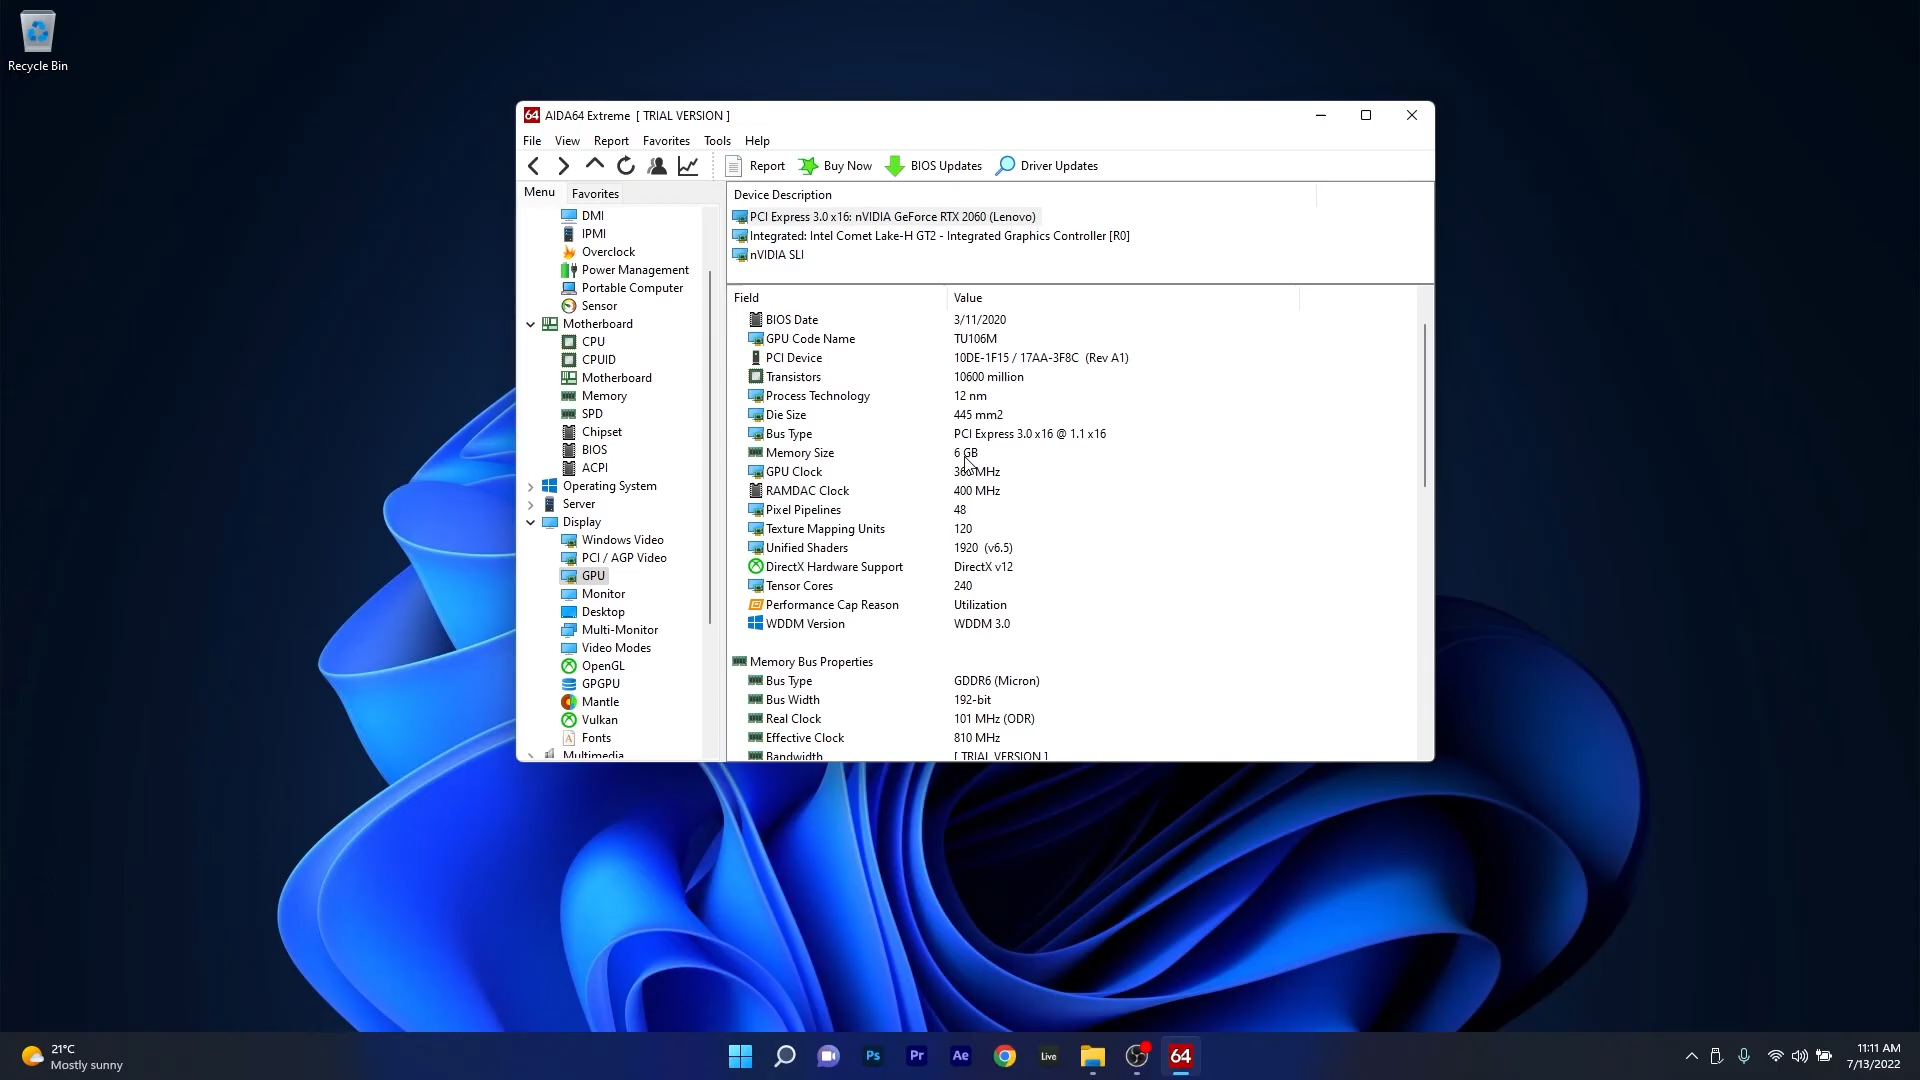 Recycle Bin
64 AIDA64 Extreme [ TRIAL VERSION ]
File View Report Favorites Tools Help
Report Buy Now BIOS Updates Driver Updates
Menu Favorites
DMI
IPMI
Overclock
Power Management
Portable Computer
Sensor
Motherboard
CPU
CPUID
Motherboard
Memory
SPD
Chipset
BIOS
ACPI
Operating System
Server
Display
Windows Video
PCI / AGP Video
GPU
Monitor
Desktop
Multi-Monitor
Video Modes
OpenGL
GPGPU
Mantle
Vulkan
Fonts
Multimedia
Device Description
PCI Express 3.0 x16: nVIDIA GeForce RTX 2060 (Lenovo)
Integrated: Intel Comet Lake-H GT2 - Integrated Graphics Controller [R0]
nVIDIA SLI
Field Value
BIOS Date 3/11/2020
GPU Code Name TU106M
PCI Device 10DE-1F15 / 17AA-3F8C (Rev A1)
Transistors 10600 million
Process Technology 12 nm
Die Size 445 mm2
Bus Type PCI Express 3.0 x16 @ 1.1 x16
Memory Size 6 GB
GPU Clock MHz
RAMDAC Clock 400 MHz
Pixel Pipelines 48
Texture Mapping Units 120
Unified Shaders 1920 (v6.5)
DirectX Hardware Support DirectX v12
Tensor Cores 240
Performance Cap Reason Utilization
WDDM Version WDDM 3.0
Memory Bus Properties
Bus Type GDDR6 (Micron)
Bus Width 192-bit
Real Clock 101 MHz (ODR)
Effective Clock 810 MHz
Bandwidth [ TRIAL VERSION ]
21°C
Mostly sunny
Ps Pr Ae Live 64
11:11 AM
7/13/2022